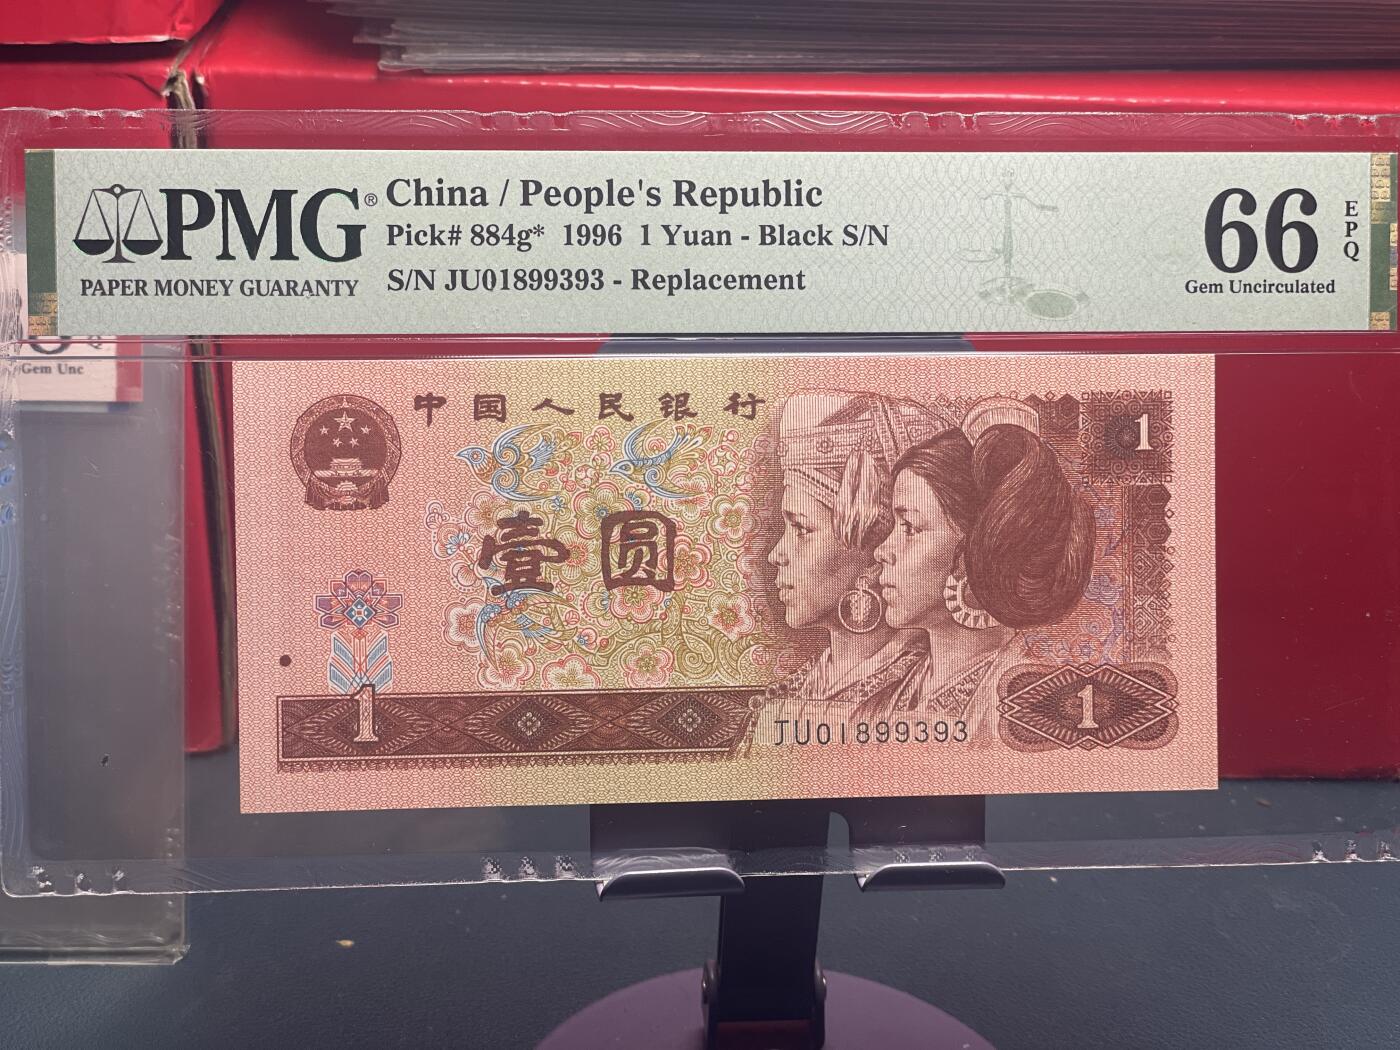 PMG®
PAPER MONEY GUARANTY
China / People's Republic
Pick# 884g* 1996 1 Yuan - Black S/N
S/N JU01899393 - Replacement
66
EPQ
Gem Uncirculated
Gem Unc
中国人民银行
1
壹圆
1
JU01899393
1